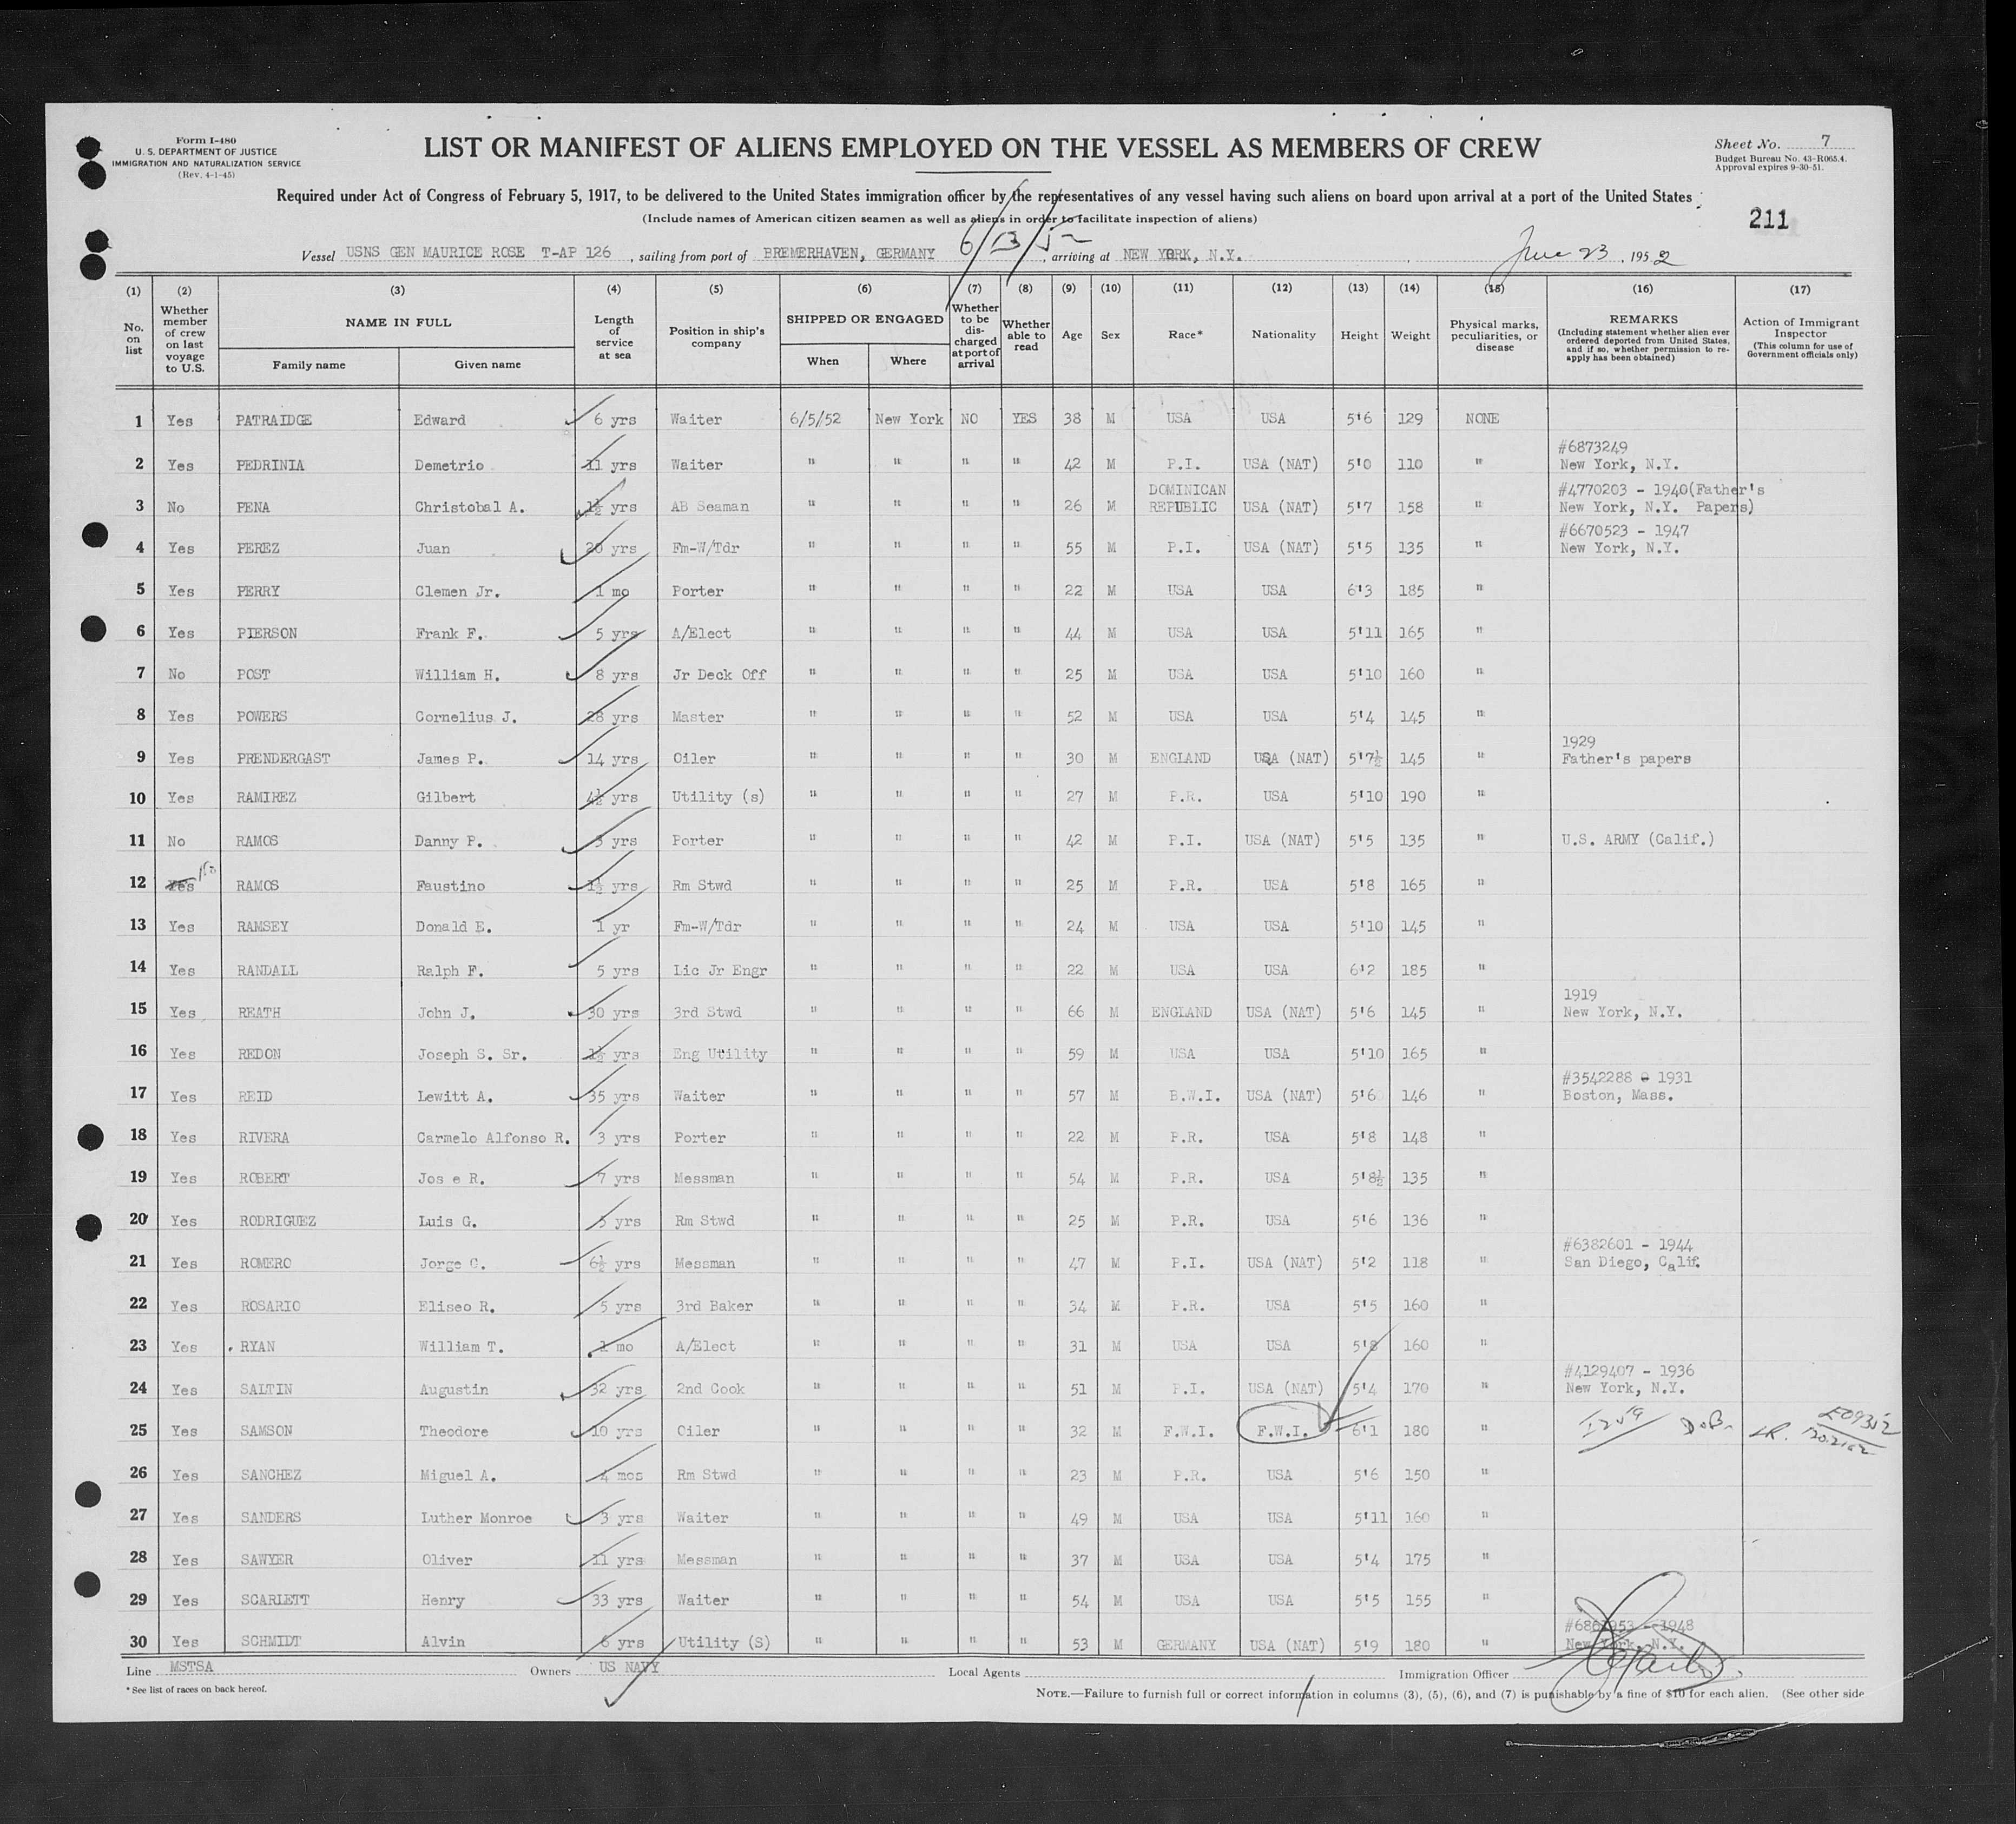 Form I-480
U. S. DEPARTMENT OF JUSTICE
IMMIGRATION AND NATURALIZATION SERVICE
(Rev. 4-1-45)
LIST OR MANIFEST OF ALIENS EMPLOYED ON THE VESSEL AS MEMBERS OF CREW
Sheet No. 7
Budget Bureau No. 43-R065.4.
Approval expires 9-30-51.
Required under Act of Congress of February 5, 1917, to be delivered to the United States immigration officer by the representatives of any vessel having such aliens on board upon arrival at a port of the United States
(Include names of American citizen seamen as well as aliens in order to facilitate inspection of aliens)
211
Vessel USNS GEN MAURICE ROSE T-AP 126 , sailing from port of BREMERHAVEN, GERMANY 6/13/52 , arriving at NEW YORK, N.Y. June 23 , 1952
(1) (2) (3) (4) (5) (6) (7) (8) (9) (10) (11) (12) (13) (14) (15) (16) (17)
No. on list
Whether member of crew on last voyage to U.S.
NAME IN FULL
Family name Given name
Length of service at sea
Position in ship's company
SHIPPED OR ENGAGED
When Where
Whether to be discharged at port of arrival
Whether able to read
Age Sex Race* Nationality Height Weight
Physical marks, peculiarities, or disease
REMARKS
(Including statement whether alien ever ordered deported from United States, and if so, whether permission to reapply has been obtained)
Action of Immigrant Inspector
(This column for use of Government officials only)
1 Yes PATRAIDGE Edward 6 yrs Waiter 6/5/52 New York NO YES 38 M USA USA 5'6 129 NONE
2 Yes PEDRINIA Demetrio 11 yrs Waiter " " " " 42 M P.I. USA (NAT) 5'0 110 " #6873249 New York, N.Y.
3 No PENA Christobal A. 1½ yrs AB Seaman " " " " 26 M DOMINICAN REPUBLIC USA (NAT) 5'7 158 " #4770203 - 1940(Father's New York, N.Y. Papers)
4 Yes PEREZ Juan 20 yrs Fm-W/Tdr " " " " 55 M P.I. USA (NAT) 5'5 135 " #6670523 - 1947 New York, N.Y.
5 Yes PERRY Clemen Jr. 1 mo Porter " " " " 22 M USA USA 6'3 185 "
6 Yes PIERSON Frank F. 5 yrs A/Elect " " " " 44 M USA USA 5'11 165 "
7 No POST William H. 8 yrs Jr Deck Off " " " " 25 M USA USA 5'10 160 "
8 Yes POWERS Cornelius J. 28 yrs Master " " " " 52 M USA USA 5'4 145 "
9 Yes PRENDERGAST James P. 14 yrs Oiler " " " " 30 M ENGLAND USA (NAT) 5'7½ 145 " 1929 Father's papers
10 Yes RAMIREZ Gilbert 4½ yrs Utility (s) " " " " 27 M P.R. USA 5'10 190 "
11 No RAMOS Danny P. 3 yrs Porter " " " " 42 M P.I. USA (NAT) 5'5 135 " U.S. ARMY (Calif.)
12 Yes No RAMOS Faustino 1½ yrs Rm Stwd " " " " 25 M P.R. USA 5'8 165 "
13 Yes RAMSEY Donald E. 1 yr Fm-W/Tdr " " " " 24 M USA USA 5'10 145 "
14 Yes RANDALL Ralph F. 5 yrs Lic Jr Engr " " " " 22 M USA USA 6'2 185 "
15 Yes REATH John J. 30 yrs 3rd Stwd " " " " 66 M ENGLAND USA (NAT) 5'6 145 " 1919 New York, N.Y.
16 Yes REDON Joseph S. Sr. 1½ yrs Eng Utility " " " " 59 M USA USA 5'10 165 "
17 Yes REID Lewitt A. 35 yrs Waiter " " " " 57 M B.W.I. USA (NAT) 5'6 146 " #3542288 - 1931 Boston, Mass.
18 Yes RIVERA Carmelo Alfonso R. 3 yrs Porter " " " " 22 M P.R. USA 5'8 148 "
19 Yes ROBERT Jos e R. 7 yrs Messman " " " " 54 M P.R. USA 5'8½ 135 "
20 Yes RODRIGUEZ Luis G. 5 yrs Rm Stwd " " " " 25 M P.R. USA 5'6 136 "
21 Yes ROMERO Jorge C. 6½ yrs Messman " " " " 47 M P.I. USA (NAT) 5'2 118 " #6382601 - 1944 San Diego, Calif.
22 Yes ROSARIO Eliseo R. 5 yrs 3rd Baker " " " " 34 M P.R. USA 5'5 160 "
23 Yes RYAN William T. 1 mo A/Elect " " " " 31 M USA USA 5'8 160 "
24 Yes SALTIN Augustin 32 yrs 2nd Cook " " " " 51 M P.I. USA (NAT) 5'4 170 " #4129407 - 1936 New York, N.Y.
25 Yes SAMSON Theodore 10 yrs Oiler " " " " 32 M F.W.I. F.W.I. 6'1 180 " I259
26 Yes SANCHEZ Miguel A. 4 mos Rm Stwd " " " " 23 M P.R. USA 5'6 150 "
27 Yes SANDERS Luther Monroe 3 yrs Waiter " " " " 49 M USA USA 5'11 160 "
28 Yes SAWYER Oliver 11 yrs Messman " " " " 37 M USA USA 5'4 175 "
29 Yes SCARLETT Henry 33 yrs Waiter " " " " 54 M USA USA 5'5 155 "
30 Yes SCHMIDT Alvin 6 yrs Utility (S) " " " " 53 M GERMANY USA (NAT) 5'9 180 " - 1948 New York, N.Y.
Line MSTSA Owners US NAVY Local Agents Immigration Officer
* See list of races on back hereof.
NOTE.—Failure to furnish full or correct information in columns (3), (5), (6), and (7) is punishable by a fine of $10 for each alien. (See other side